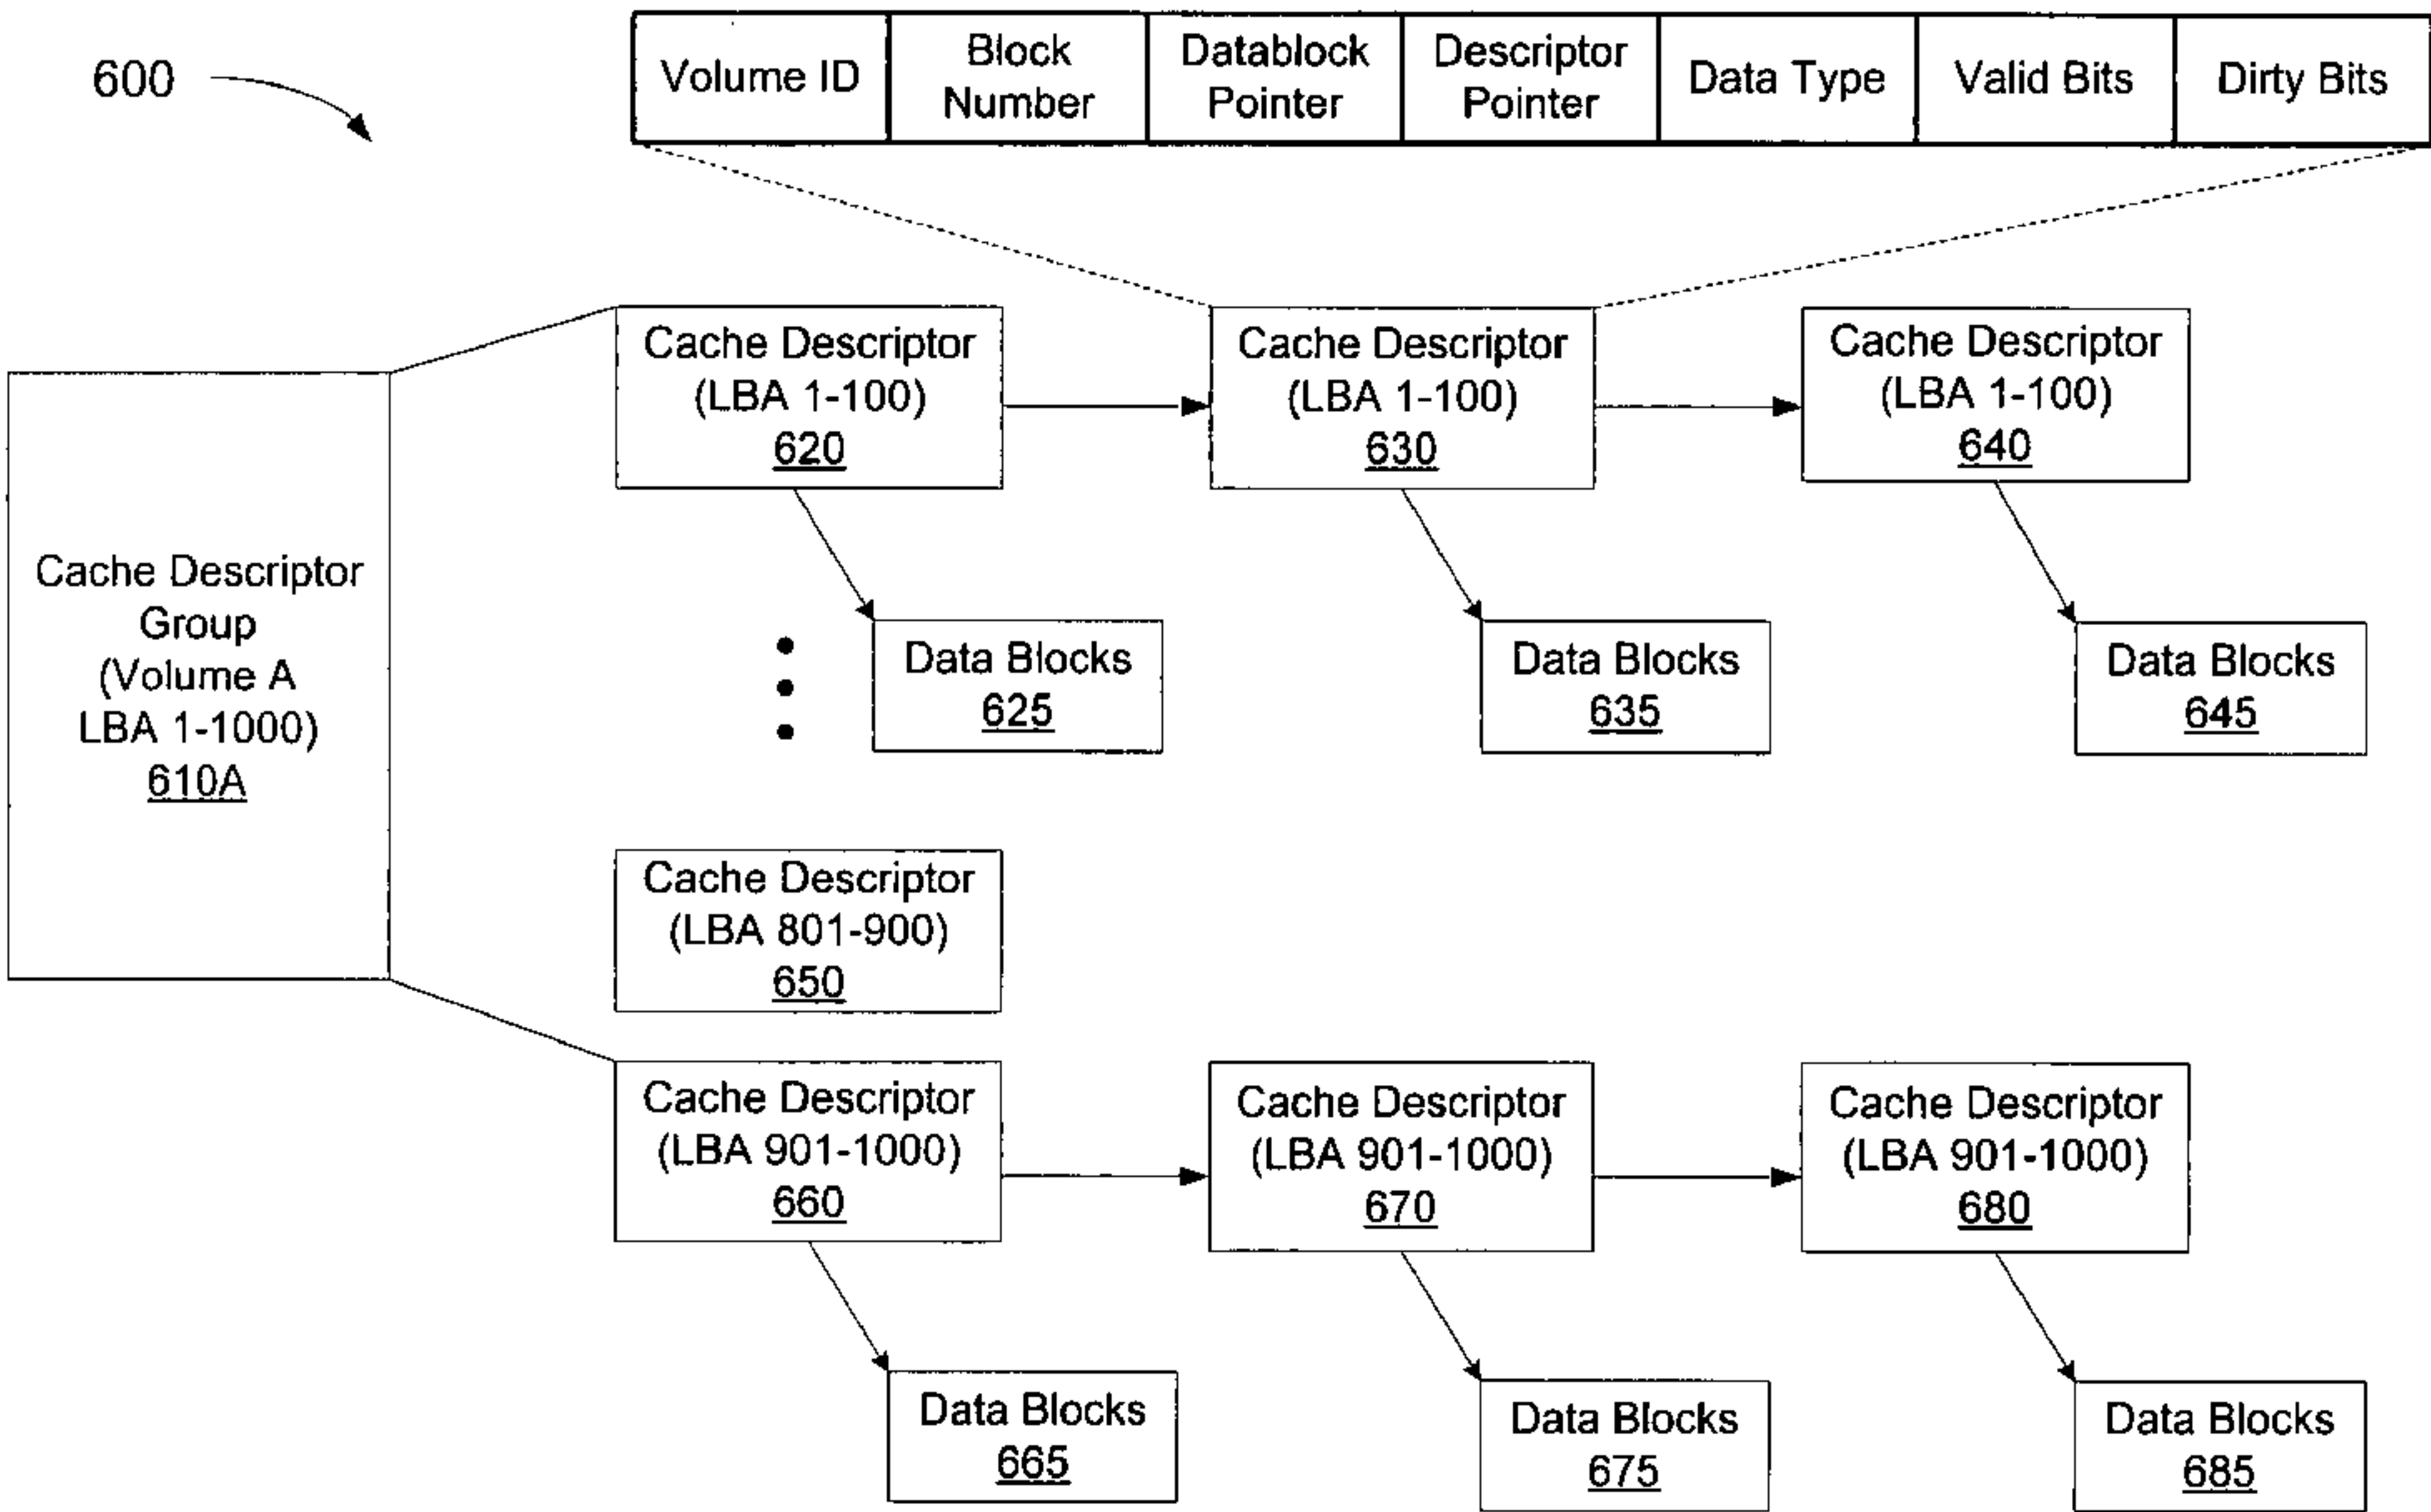 600
Volume ID
Block
Number
Datablock
Pointer
Descriptor
Pointer
Data Type
Valid Bits
Dirty Bits
Cache Descriptor
Group
(Volume A
LBA 1-1000)
610A
Cache Descriptor
(LBA 1-100)
620
Cache Descriptor
(LBA 1-100)
630
Cache Descriptor
(LBA 1-100)
640
Data Blocks
625
Data Blocks
635
Data Blocks
645
Cache Descriptor
(LBA 801-900)
650
Cache Descriptor
(LBA 901-1000)
660
Cache Descriptor
(LBA 901-1000)
670
Cache Descriptor
(LBA 901-1000)
680
Data Blocks
665
Data Blocks
675
Data Blocks
685